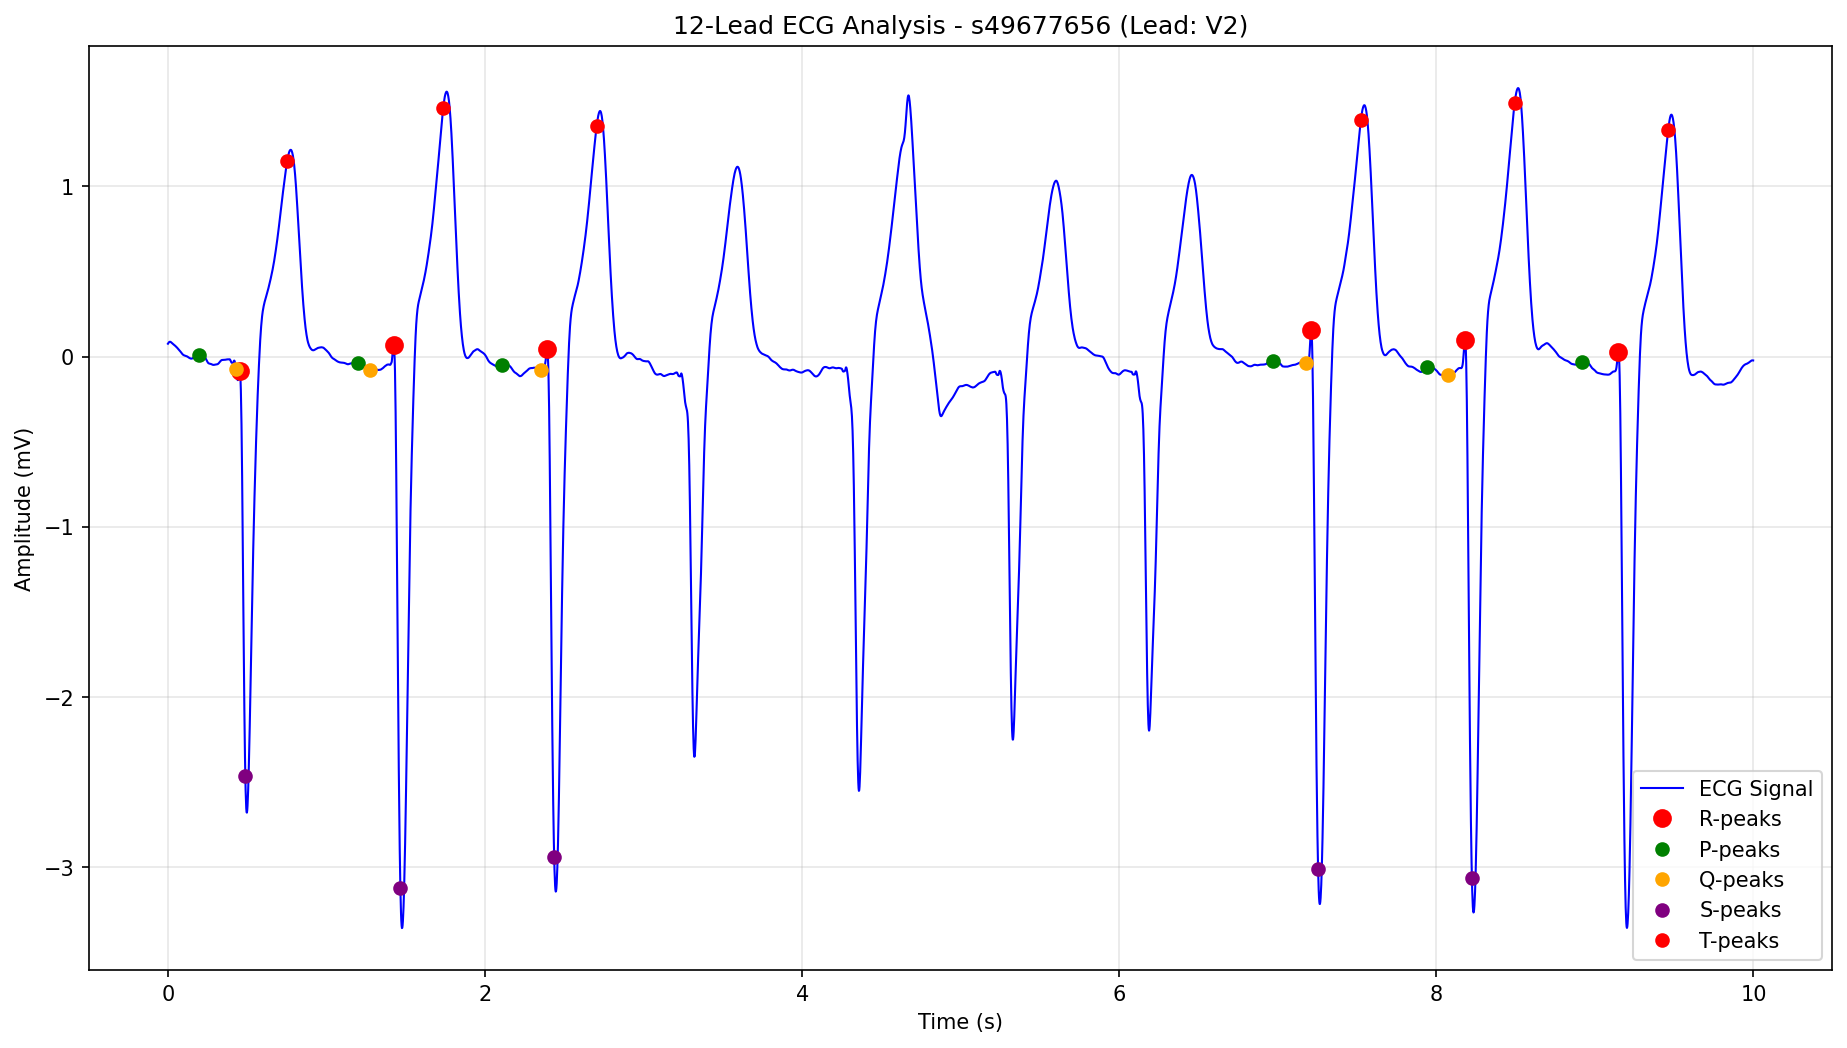 12-Lead ECG Analysis - s49677656 (Lead: V2)
Amplitude (mV)
1
0
−1
−2
−3
0
2
4
6
8
10
Time (s)
ECG Signal
R-peaks
P-peaks
Q-peaks
S-peaks
T-peaks